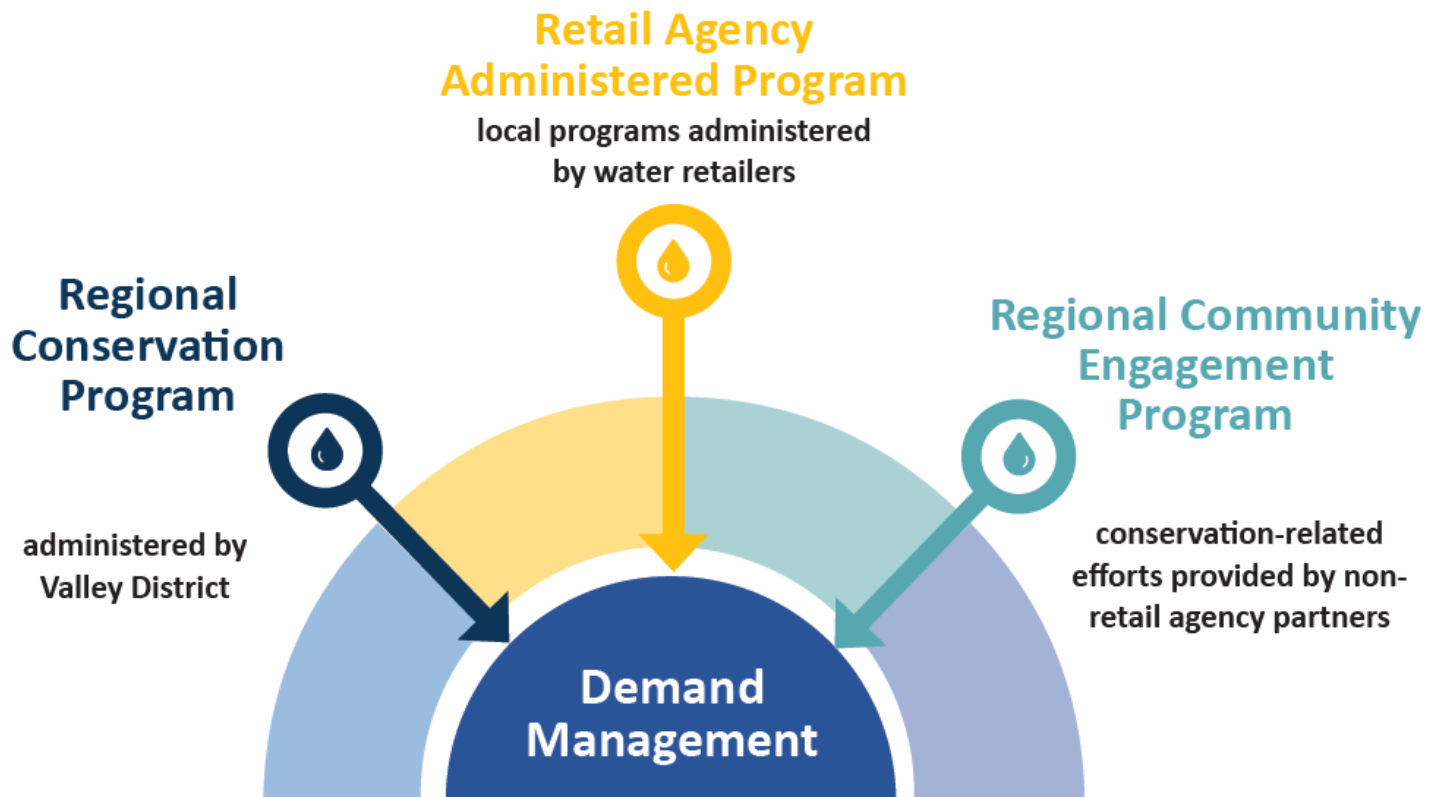 Retail Agency
Administered Program
local programs administered
by water retailers
Regional
Conservation
Program
administered by
Valley District
Regional Community
Engagement
Program
conservation-related
efforts provided by non-
retail agency partners
Demand
Management